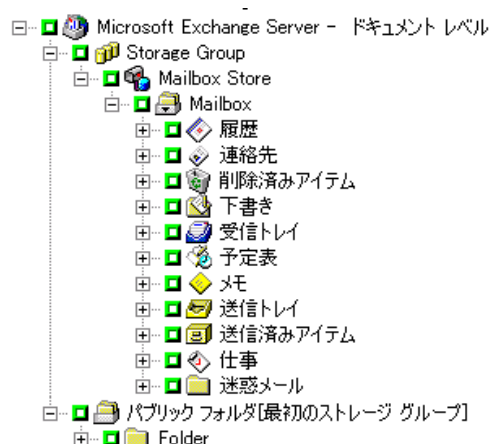 Microsoft Exchange Server - ドキュメント レベル
Storage Group
Mailbox Store
Mailbox
履歴
連絡先
削除済みアイテム
下書き
受信トレイ
予定表
メモ
送信トレイ
送信済みアイテム
仕事
迷惑メール
パブリック フォルダ[最初のストレージ グループ]
Folder